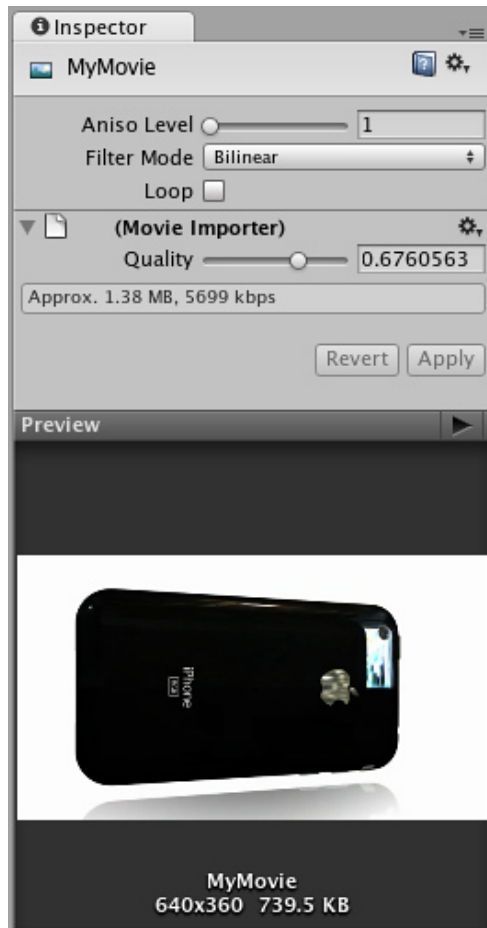 Inspector
MyMovie
Aniso Level 1
Filter Mode Bilinear
Loop
(Movie Importer)
Quality 0.6760563
Approx. 1.38 MB, 5699 kbps
Revert Apply
Preview
iPhone
MyMovie
640x360 739.5 KB